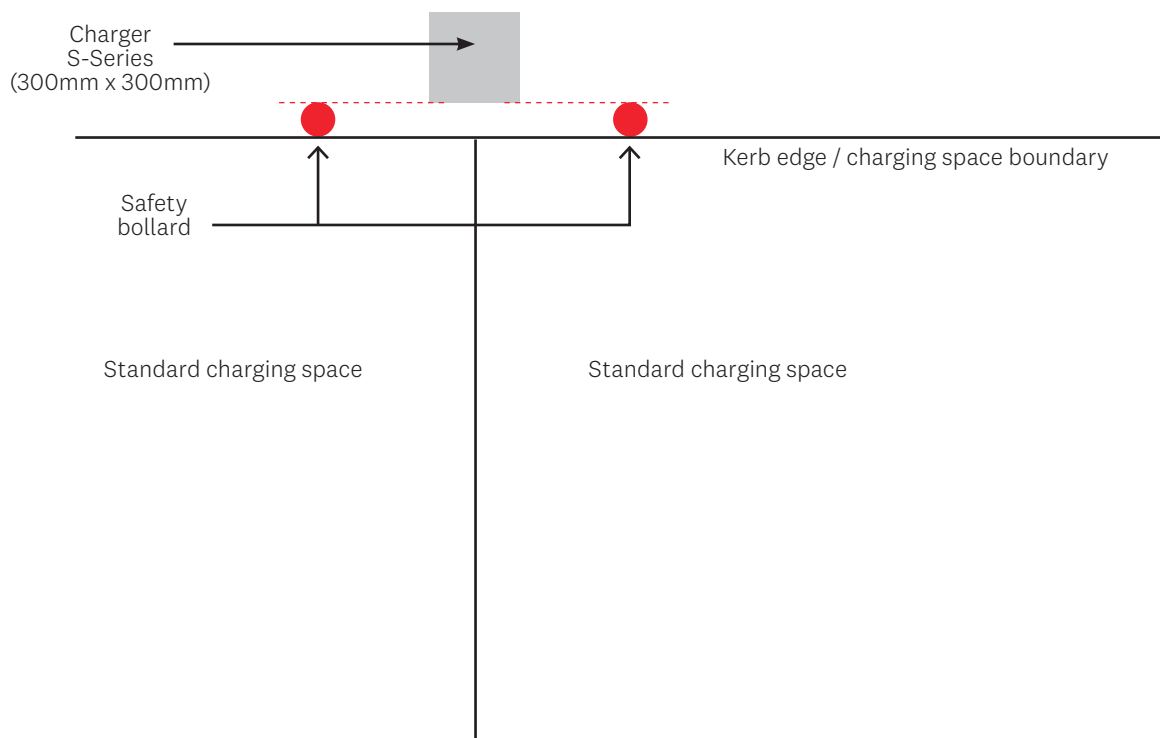 Charger
S-Series
(300mm x 300mm)
Kerb edge / charging space boundary
Safety
bollard
Standard charging space
Standard charging space